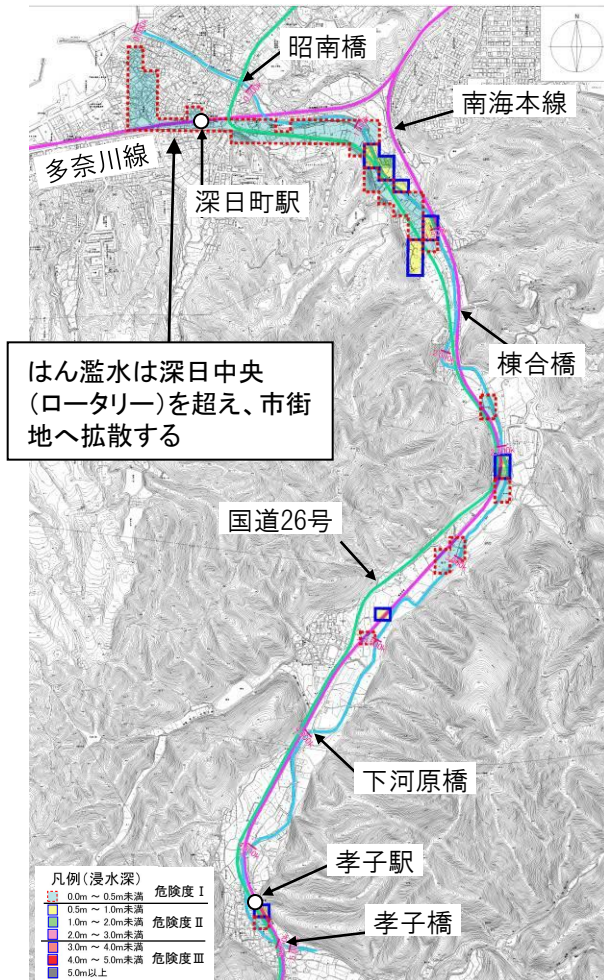 昭南橋
南海本線
多奈川線
深日町駅
はん濫水は深日中央
(ロータリー)を超え、市街
地へ拡散する
棟合橋
国道26号
下河原橋
孝子駅
孝子橋
凡例(浸水深)
0.0m ～ 0.5m未満 危険度Ⅰ
0.5m ～ 1.0m未満
1.0m ～ 2.0m未満 危険度Ⅱ
2.0m ～ 3.0m未満
3.0m ～ 4.0m未満
4.0m ～ 5.0m未満 危険度Ⅲ
5.0m以上